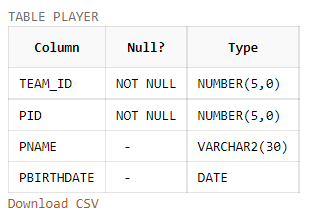 TABLE PLAYER
Column Null? Type
TEAM_ID NOT NULL NUMBER(5,0)
PID NOT NULL NUMBER(5,0)
PNAME - VARCHAR2(30)
PBIRTHDATE - DATE
Download CSV